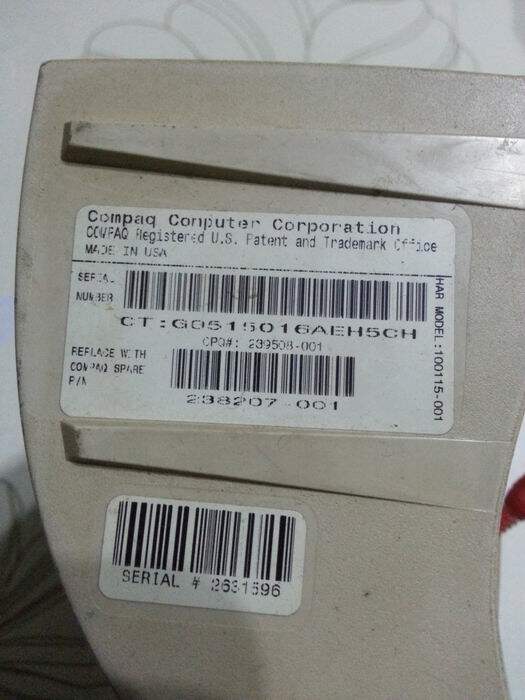 Compaq Computer Corporation
COMPAQ Registered U.S. Patent and Trademark Office
MADE IN USA
SERIAL
NUMBER
CT:G0515016AEH5CH
CPQ#: 239508-001
REPLACE WITH
COMPAQ SPARE
P/N
238207-001
HAR MODEL:100115-001
SERIAL # 2631596